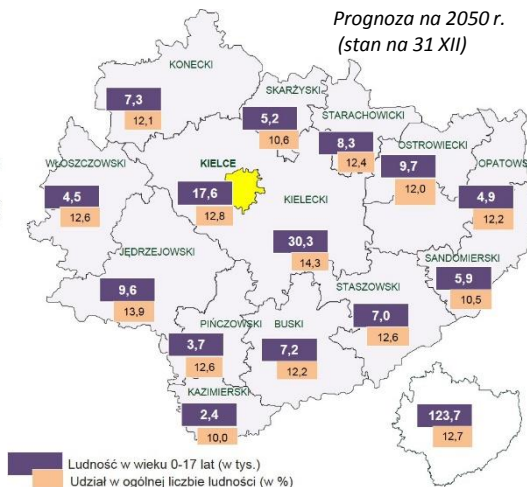 Prognoza na 2050 r.
(stan na 31 XII)
KONECKI
7,3
12,1
SKARŻYSKI
5,2
10,6
STARACHOWICKI
8,3
12,4
OSTROWIECKI
9,7
12,0
OPATOWS
4,9
12,2
WŁOSZCZOWSKI
4,5
12,6
KIELCE
17,6
12,8
KIELECKI
30,3
14,3
JĘDRZEJOWSKI
9,6
13,9
SANDOMIERSKI
5,9
10,5
STASZOWSKI
7,0
12,6
PIŃCZOWSKI
3,7
12,6
BUSKI
7,2
12,2
KAZIMIERSKI
2,4
10,0
123,7
12,7
Ludność w wieku 0-17 lat (w tys.)
Udział w ogólnej liczbie ludności (w %)